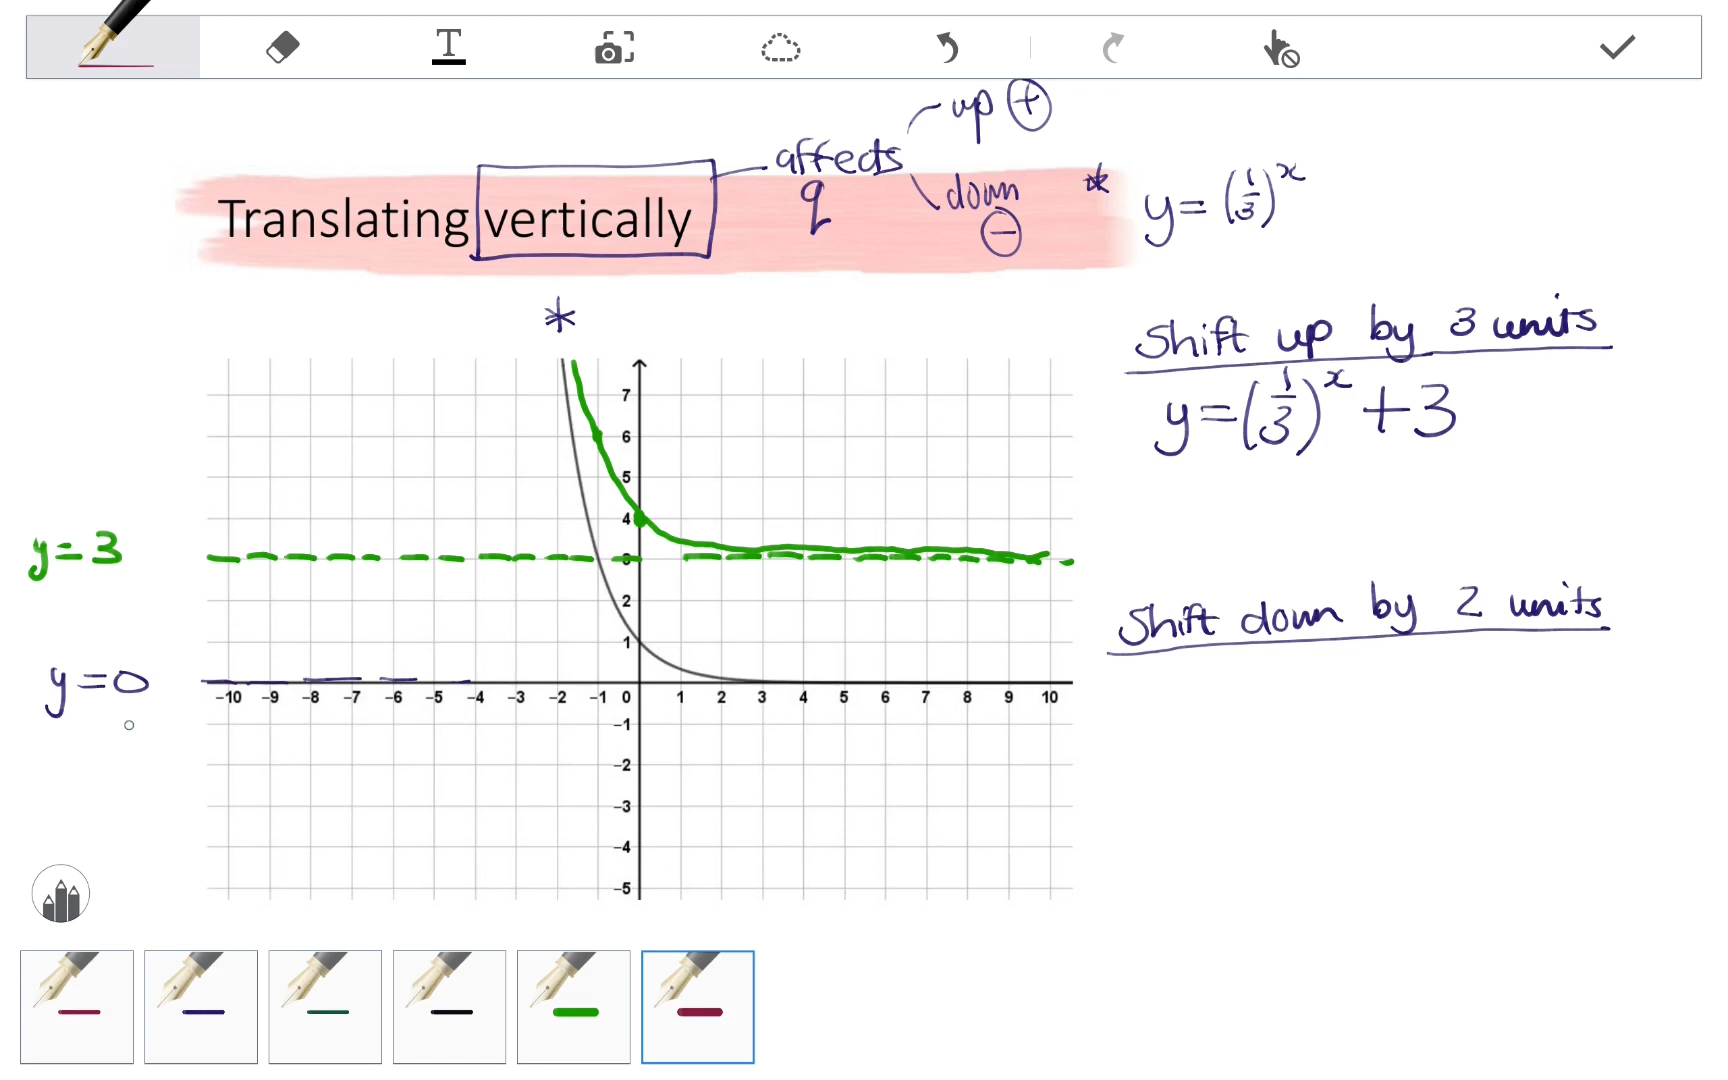 T
up +
affects
q
down
−
Translating vertically
* y = (1/3)^x
*
Shift up by 3 units
y = (1/3)^x + 3
7
6
5
4
y = 3
3
2
1
Shift down by 2 units
y = 0
−10 −9 −8 −7 −6 −5 −4 −3 −2 −1 0 1 2 3 4 5 6 7 8 9 10
−1
−2
−3
−4
−5